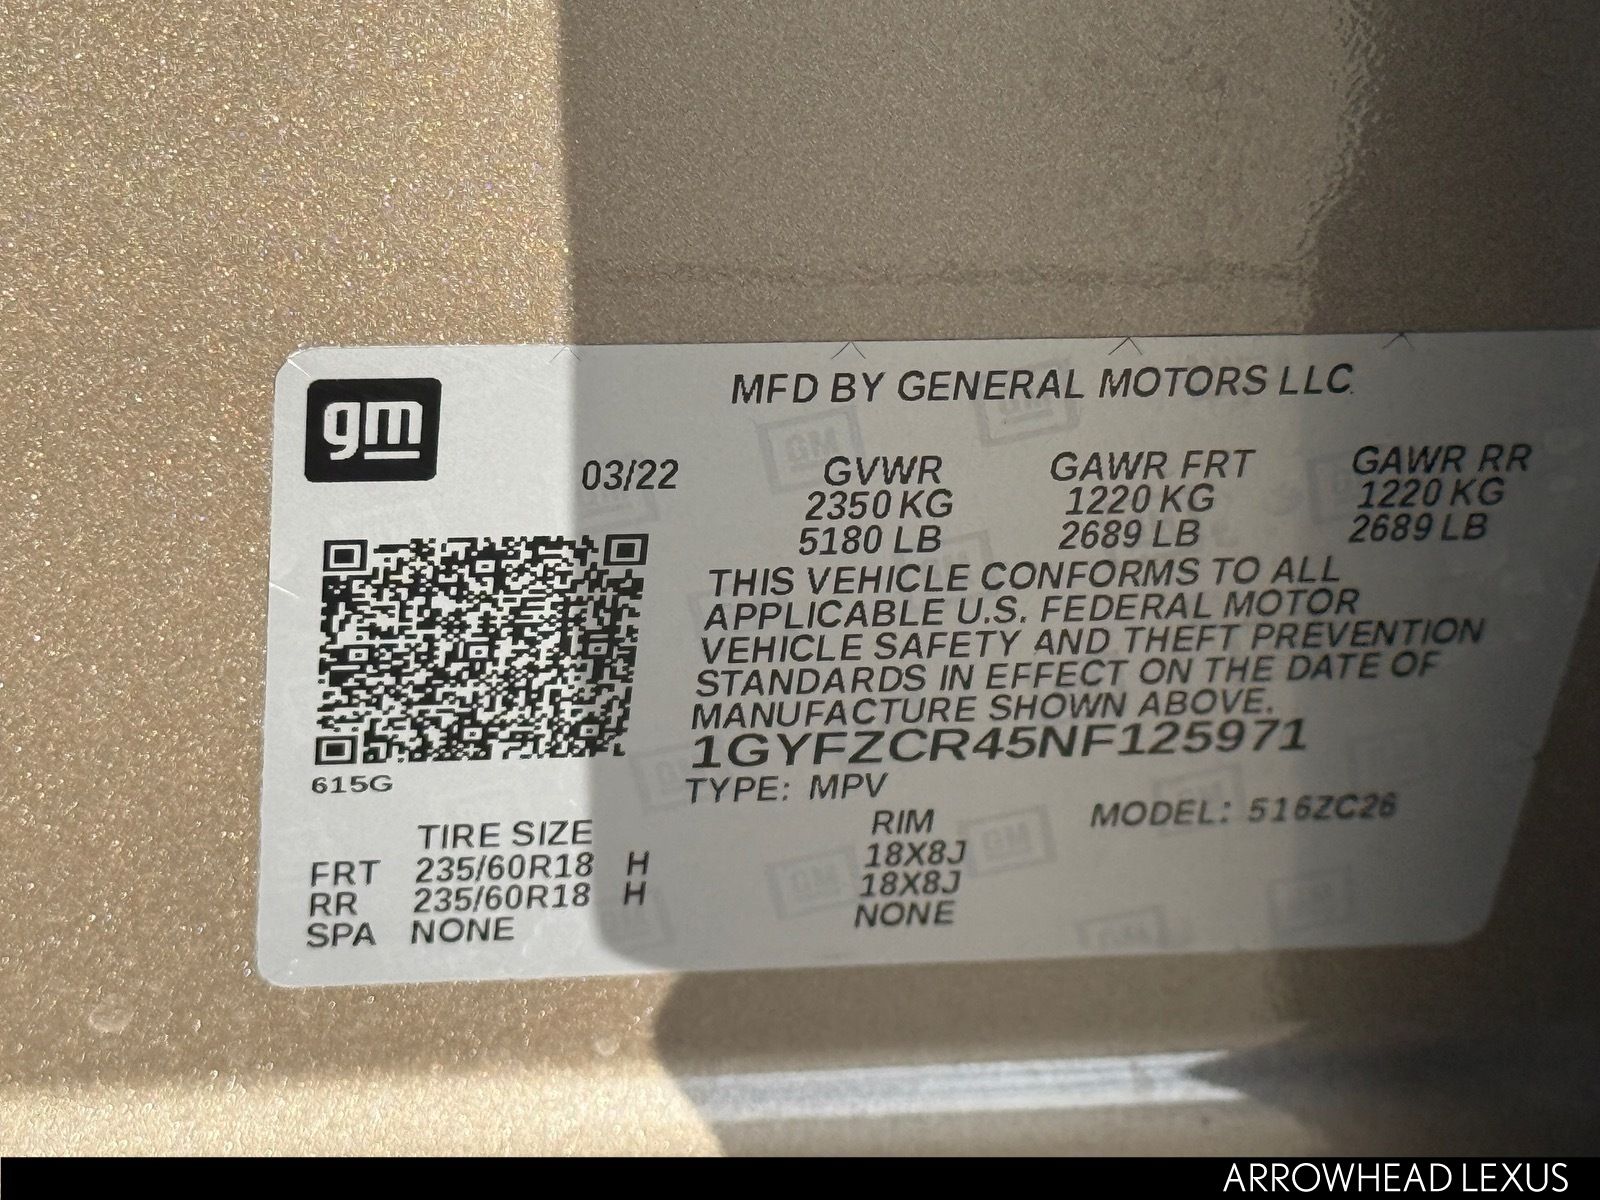 gm
MFD BY GENERAL MOTORS LLC
03/22 GVWR GAWR FRT GAWR RR
2350 KG 1220 KG 1220 KG
5180 LB 2689 LB 2689 LB
THIS VEHICLE CONFORMS TO ALL
APPLICABLE U.S. FEDERAL MOTOR
VEHICLE SAFETY AND THEFT PREVENTION
STANDARDS IN EFFECT ON THE DATE OF
MANUFACTURE SHOWN ABOVE.
1GYFZCR45NF125971
615G
TYPE: MPV MODEL: 516ZC26
TIRE SIZE RIM
FRT 235/60R18 H 18X8J
RR 235/60R18 H 18X8J
SPA NONE NONE
ARROWHEAD LEXUS